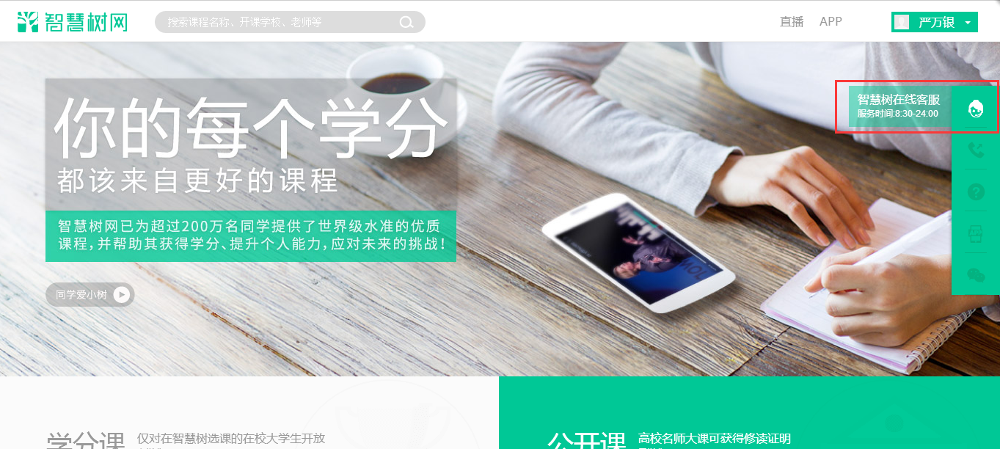 智慧树网
搜索课程名称、开课学校、老师等
直播
APP
严万银
智慧树在线客服
服务时间:8:30-24:00
你的每个学分
都该来自更好的课程
智慧树网已为超过200万名同学提供了世界级水准的优质
课程,并帮助其获得学分、提升个人能力,应对未来的挑战!
同学爱小树
学分课
仅对在智慧树选课的在校大学生开放
公开课
高校名师大课可获得修读证明